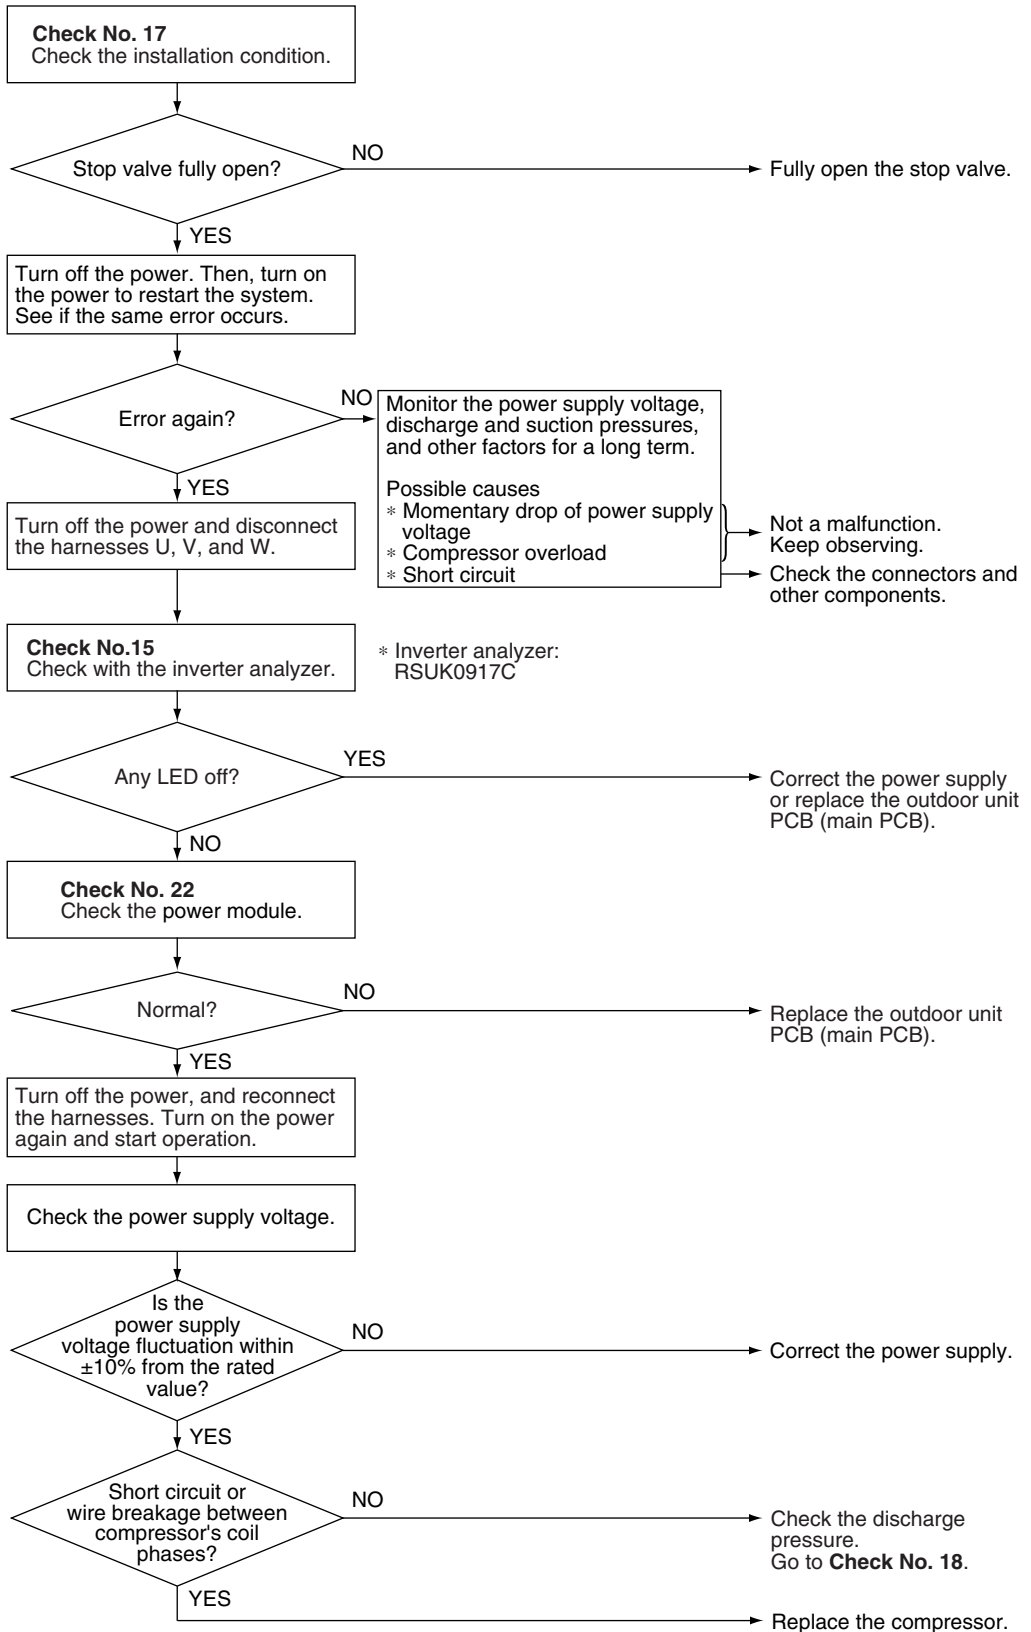 Check No. 17
Check the installation condition.
Stop valve fully open?
NO
Fully open the stop valve.
YES
Turn off the power. Then, turn on
the power to restart the system.
See if the same error occurs.
Error again?
NO
Monitor the power supply voltage,
discharge and suction pressures,
and other factors for a long term.
Possible causes
* Momentary drop of power supply
voltage
* Compressor overload
* Short circuit
Not a malfunction.
Keep observing.
Check the connectors and
other components.
YES
Turn off the power and disconnect
the harnesses U, V, and W.
Check No.15
Check with the inverter analyzer.
* Inverter analyzer:
RSUK0917C
Any LED off?
YES
Correct the power supply
or replace the outdoor unit
PCB (main PCB).
NO
Check No. 22
Check the power module.
Normal?
NO
Replace the outdoor unit
PCB (main PCB).
YES
Turn off the power, and reconnect
the harnesses. Turn on the power
again and start operation.
Check the power supply voltage.
Is the
power supply
voltage fluctuation within
±10% from the rated
value?
NO
Correct the power supply.
YES
Short circuit or
wire breakage between
compressor's coil
phases?
NO
Check the discharge
pressure.
Go to Check No. 18.
YES
Replace the compressor.